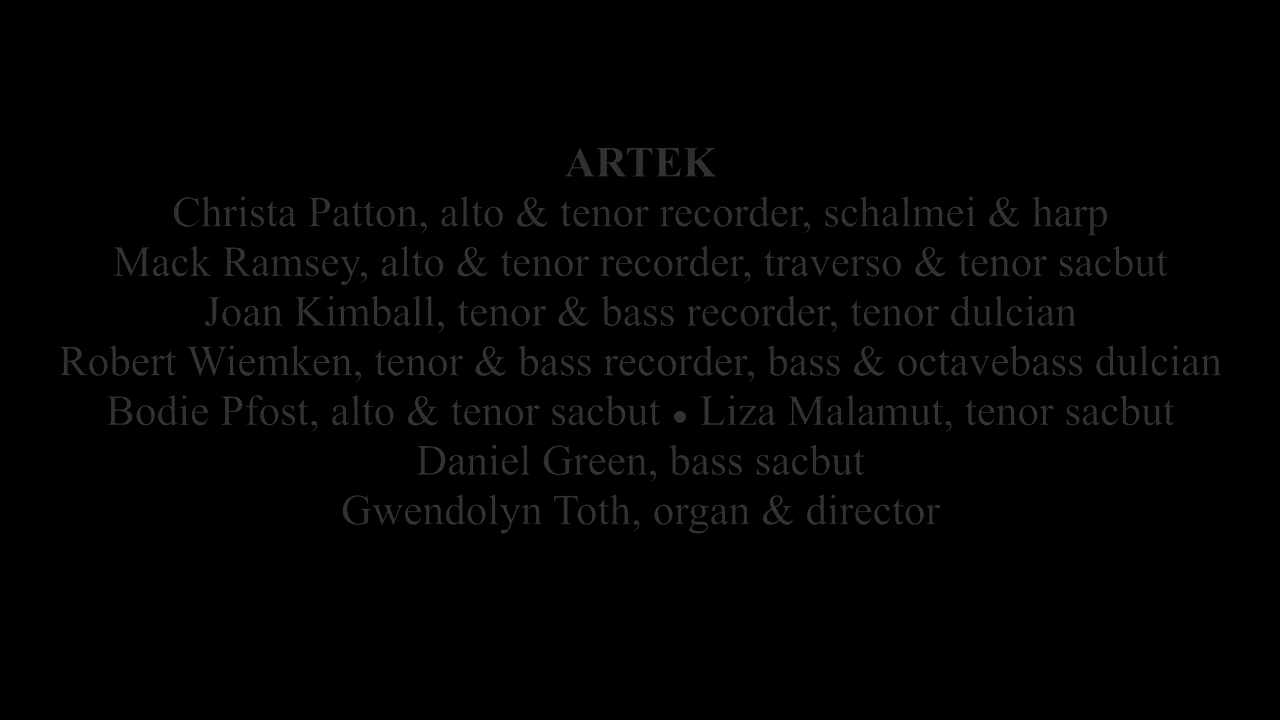 ARTEK
Christa Patton, alto & tenor recorder, schalmei & harp
Mack Ramsey, alto & tenor recorder, traverso & tenor sacbut
Joan Kimball, tenor & bass recorder, tenor dulcian
Robert Wiemken, tenor & bass recorder, bass & octavebass dulcian
Bodie Pfost, alto & tenor sacbut • Liza Malamut, tenor sacbut
Daniel Green, bass sacbut
Gwendolyn Toth, organ & director